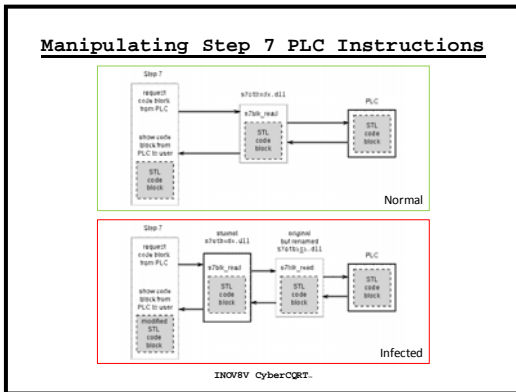 Manipulating Step 7 PLC Instructions
Step 7
request
code block
from PLC
show code
block from
PLC to user
STL
code
block
s7otbxdx.dll
s7blk_read
STL
code
block
PLC
STL
code
block
Normal
Step 7
request
code block
from PLC
show code
block from
PLC to user
modified
STL
code
block
stuxnet
s7otbxdx.dll
s7blk_read
STL
code
block
original
but renamed
s7blk_read
STL
code
block
PLC
STL
code
block
Infected
INOV8V CyberCQRT